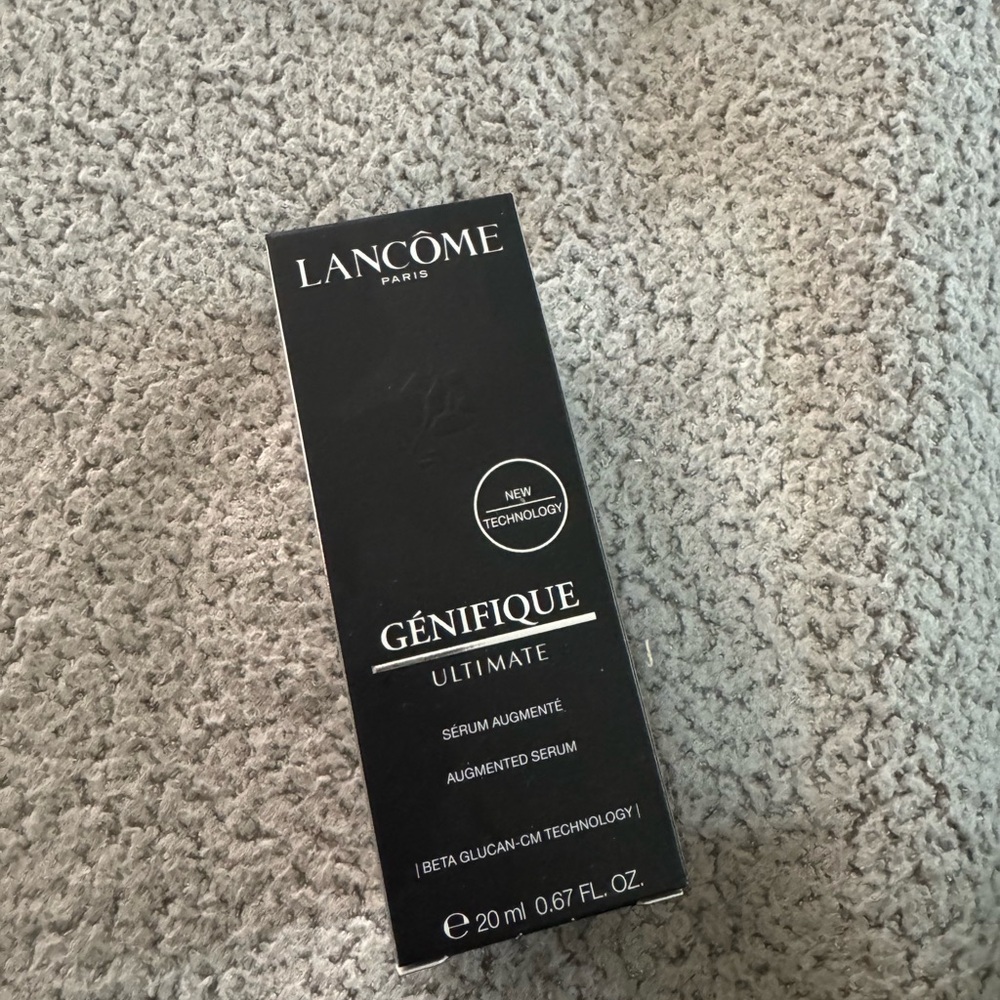 LANCÔME
PARIS
NEW
TECHNOLOGY
GÉNIFIQUE
ULTIMATE
SÉRUM AUGMENTÉ
AUGMENTED SERUM
| BETA GLUCAN-CM TECHNOLOGY |
℮ 20 ml 0.67 FL. OZ.